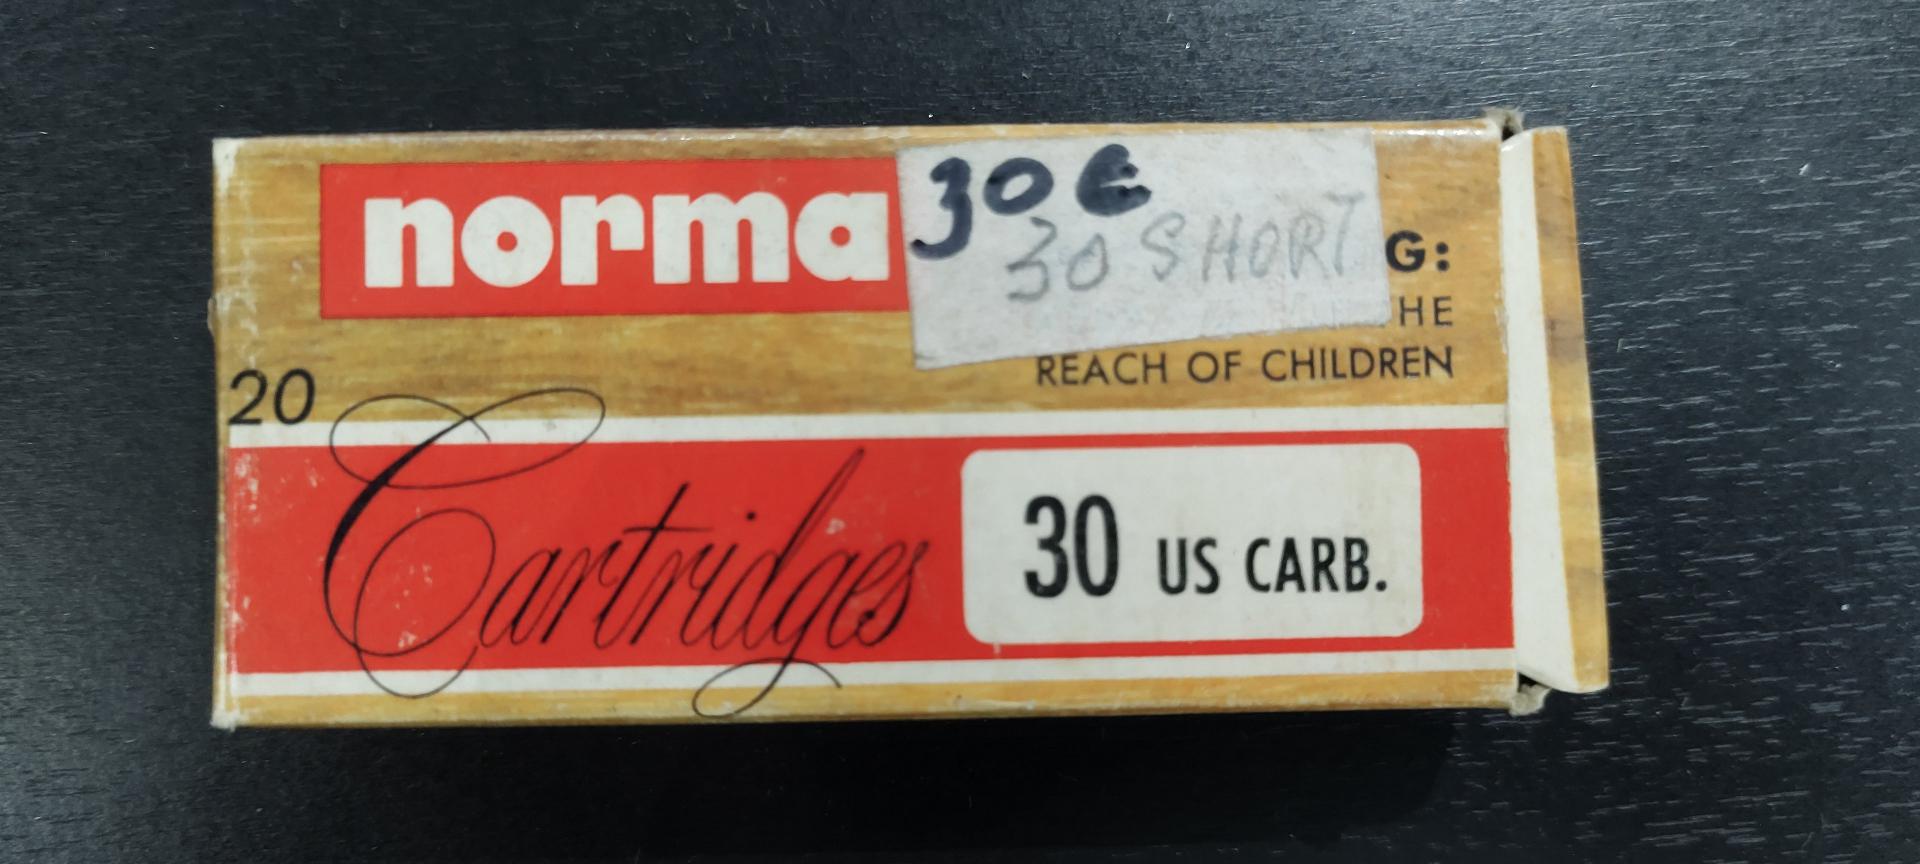 norma
30 €
30 SHORT
G:
HE
REACH OF CHILDREN
20
Cartridges
30 US CARB.